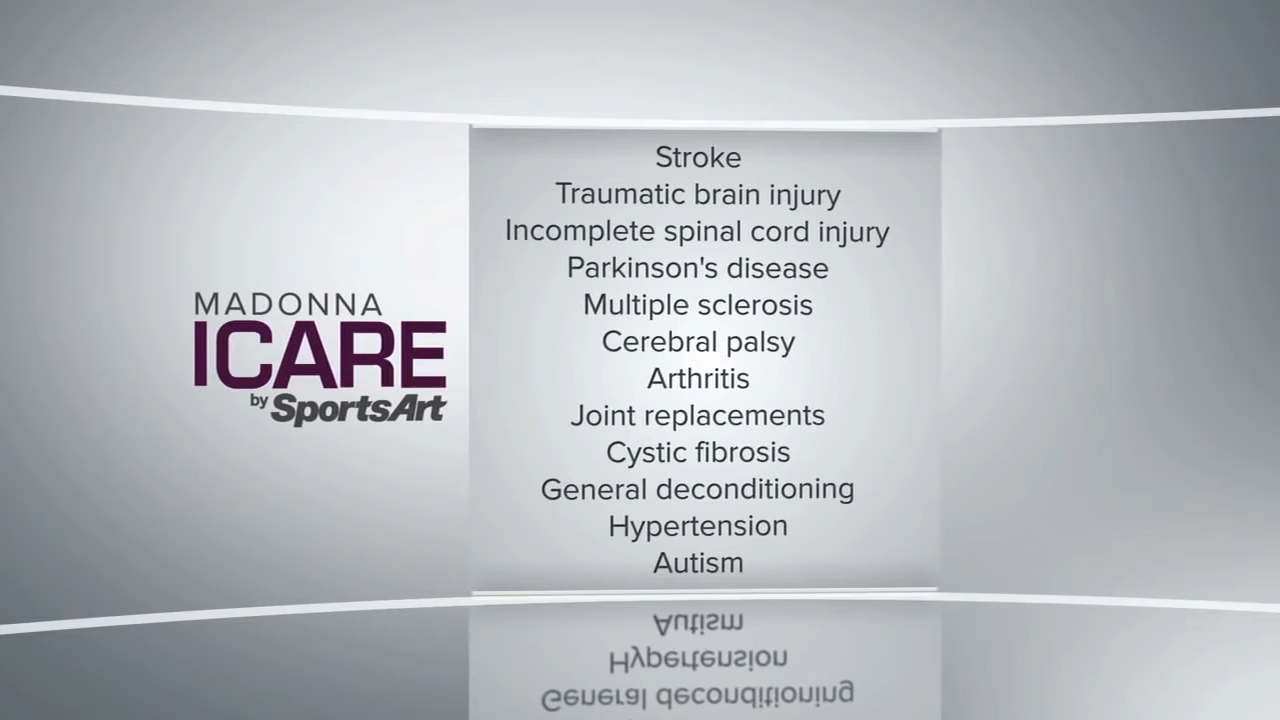 MADONNA
ICARE
by SportsArt
Stroke
Traumatic brain injury
Incomplete spinal cord injury
Parkinson's disease
Multiple sclerosis
Cerebral palsy
Arthritis
Joint replacements
Cystic fibrosis
General deconditioning
Hypertension
Autism
Autism
Hypertension
General deconditioning